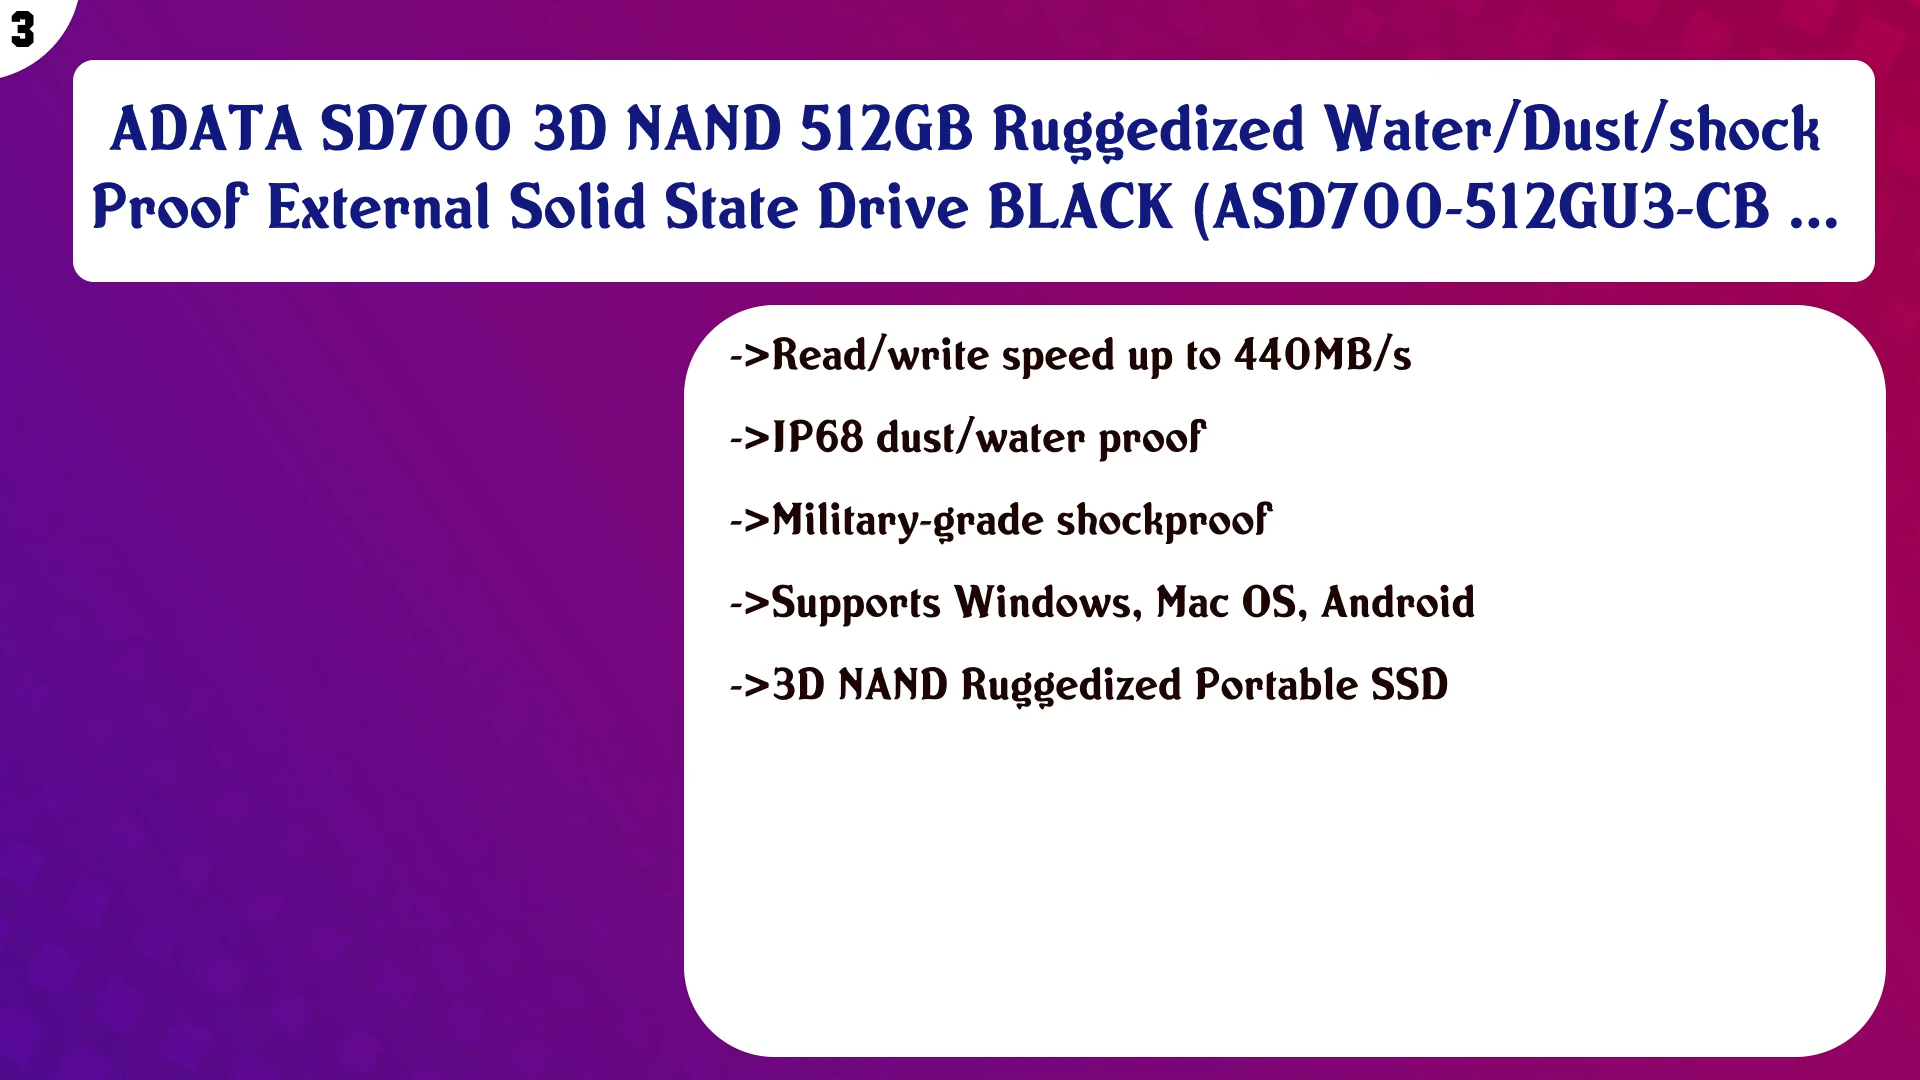 3
ADATA SD700 3D NAND 512GB Ruggedized Water/Dust/shock
Proof External Solid State Drive BLACK (ASD700-512GU3-CB ...
->Read/write speed up to 440MB/s
->IP68 dust/water proof
->Military-grade shockproof
->Supports Windows, Mac OS, Android
->3D NAND Ruggedized Portable SSD